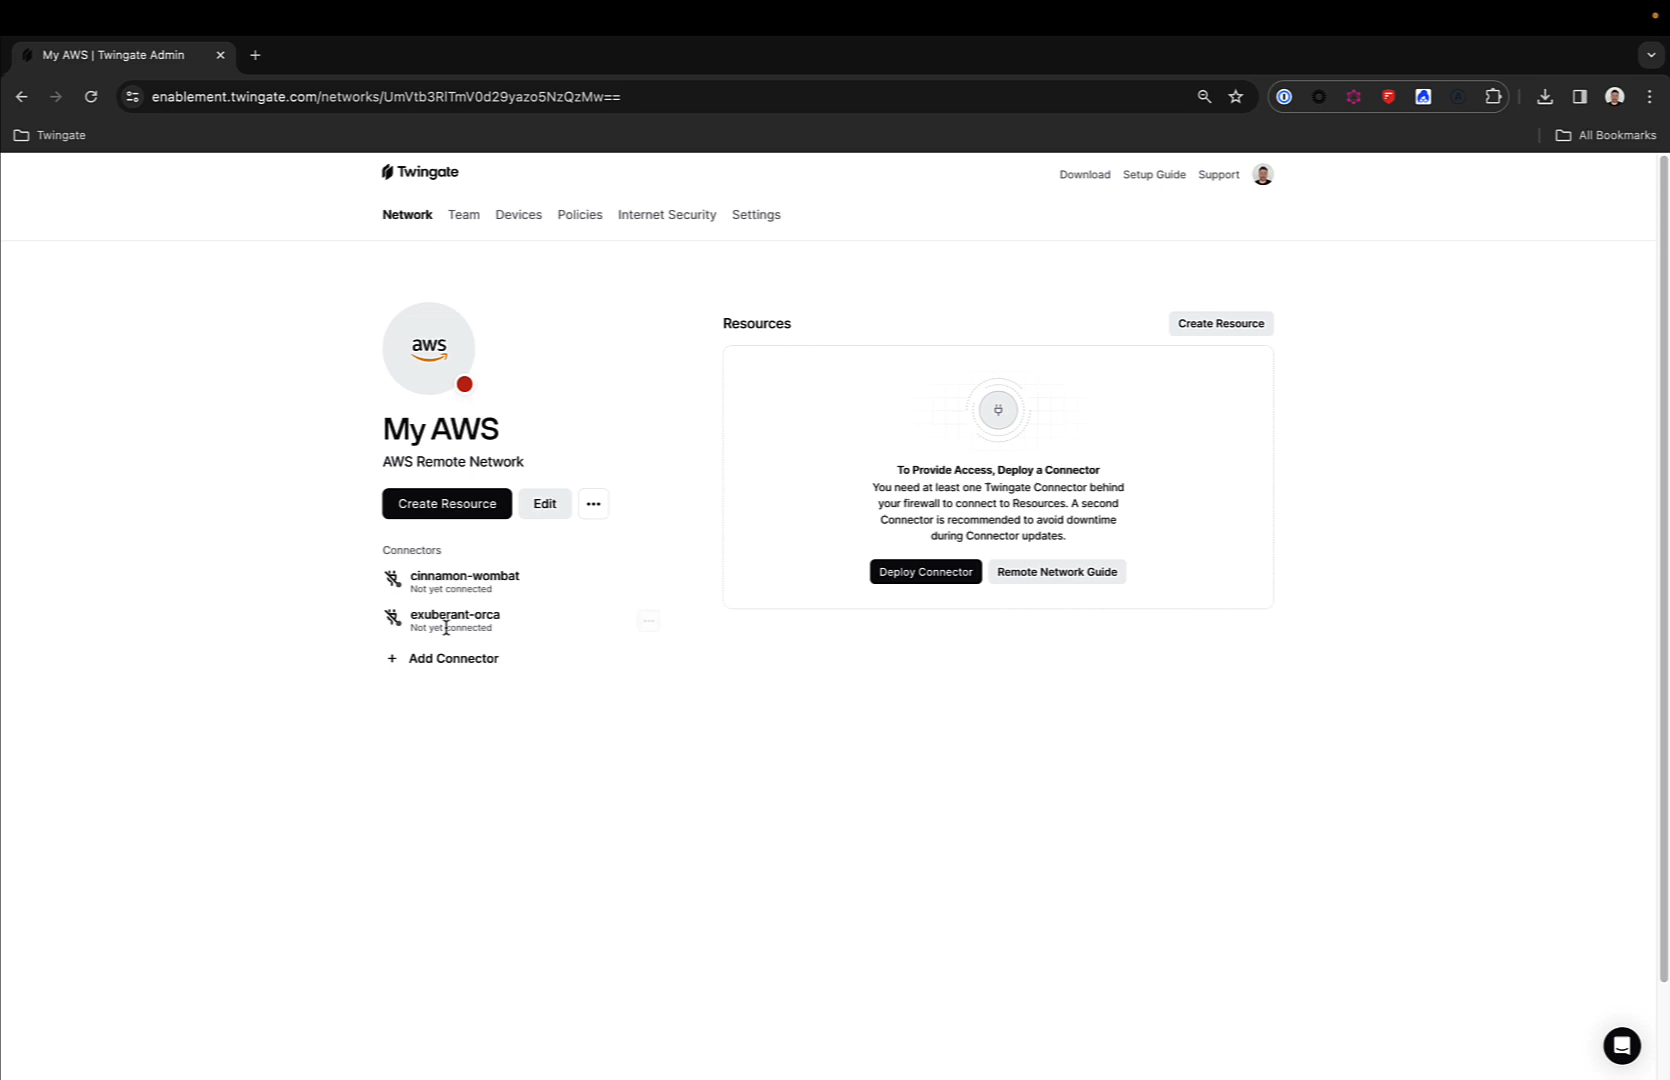 My AWS | Twingate Admin
enablement.twingate.com/networks/UmVtb3RlTmV0d29yazo5NzQzMw==
Twingate
All Bookmarks
Twingate
Download Setup Guide Support
Network Team Devices Policies Internet Security Settings
aws
My AWS
AWS Remote Network
Create Resource Edit
Connectors
cinnamon-wombat
Not yet connected
exuberant-orca
Not yet connected
+ Add Connector
Resources
Create Resource
To Provide Access, Deploy a Connector
You need at least one Twingate Connector behind
your firewall to connect to Resources. A second
Connector is recommended to avoid downtime
during Connector updates.
Deploy Connector Remote Network Guide